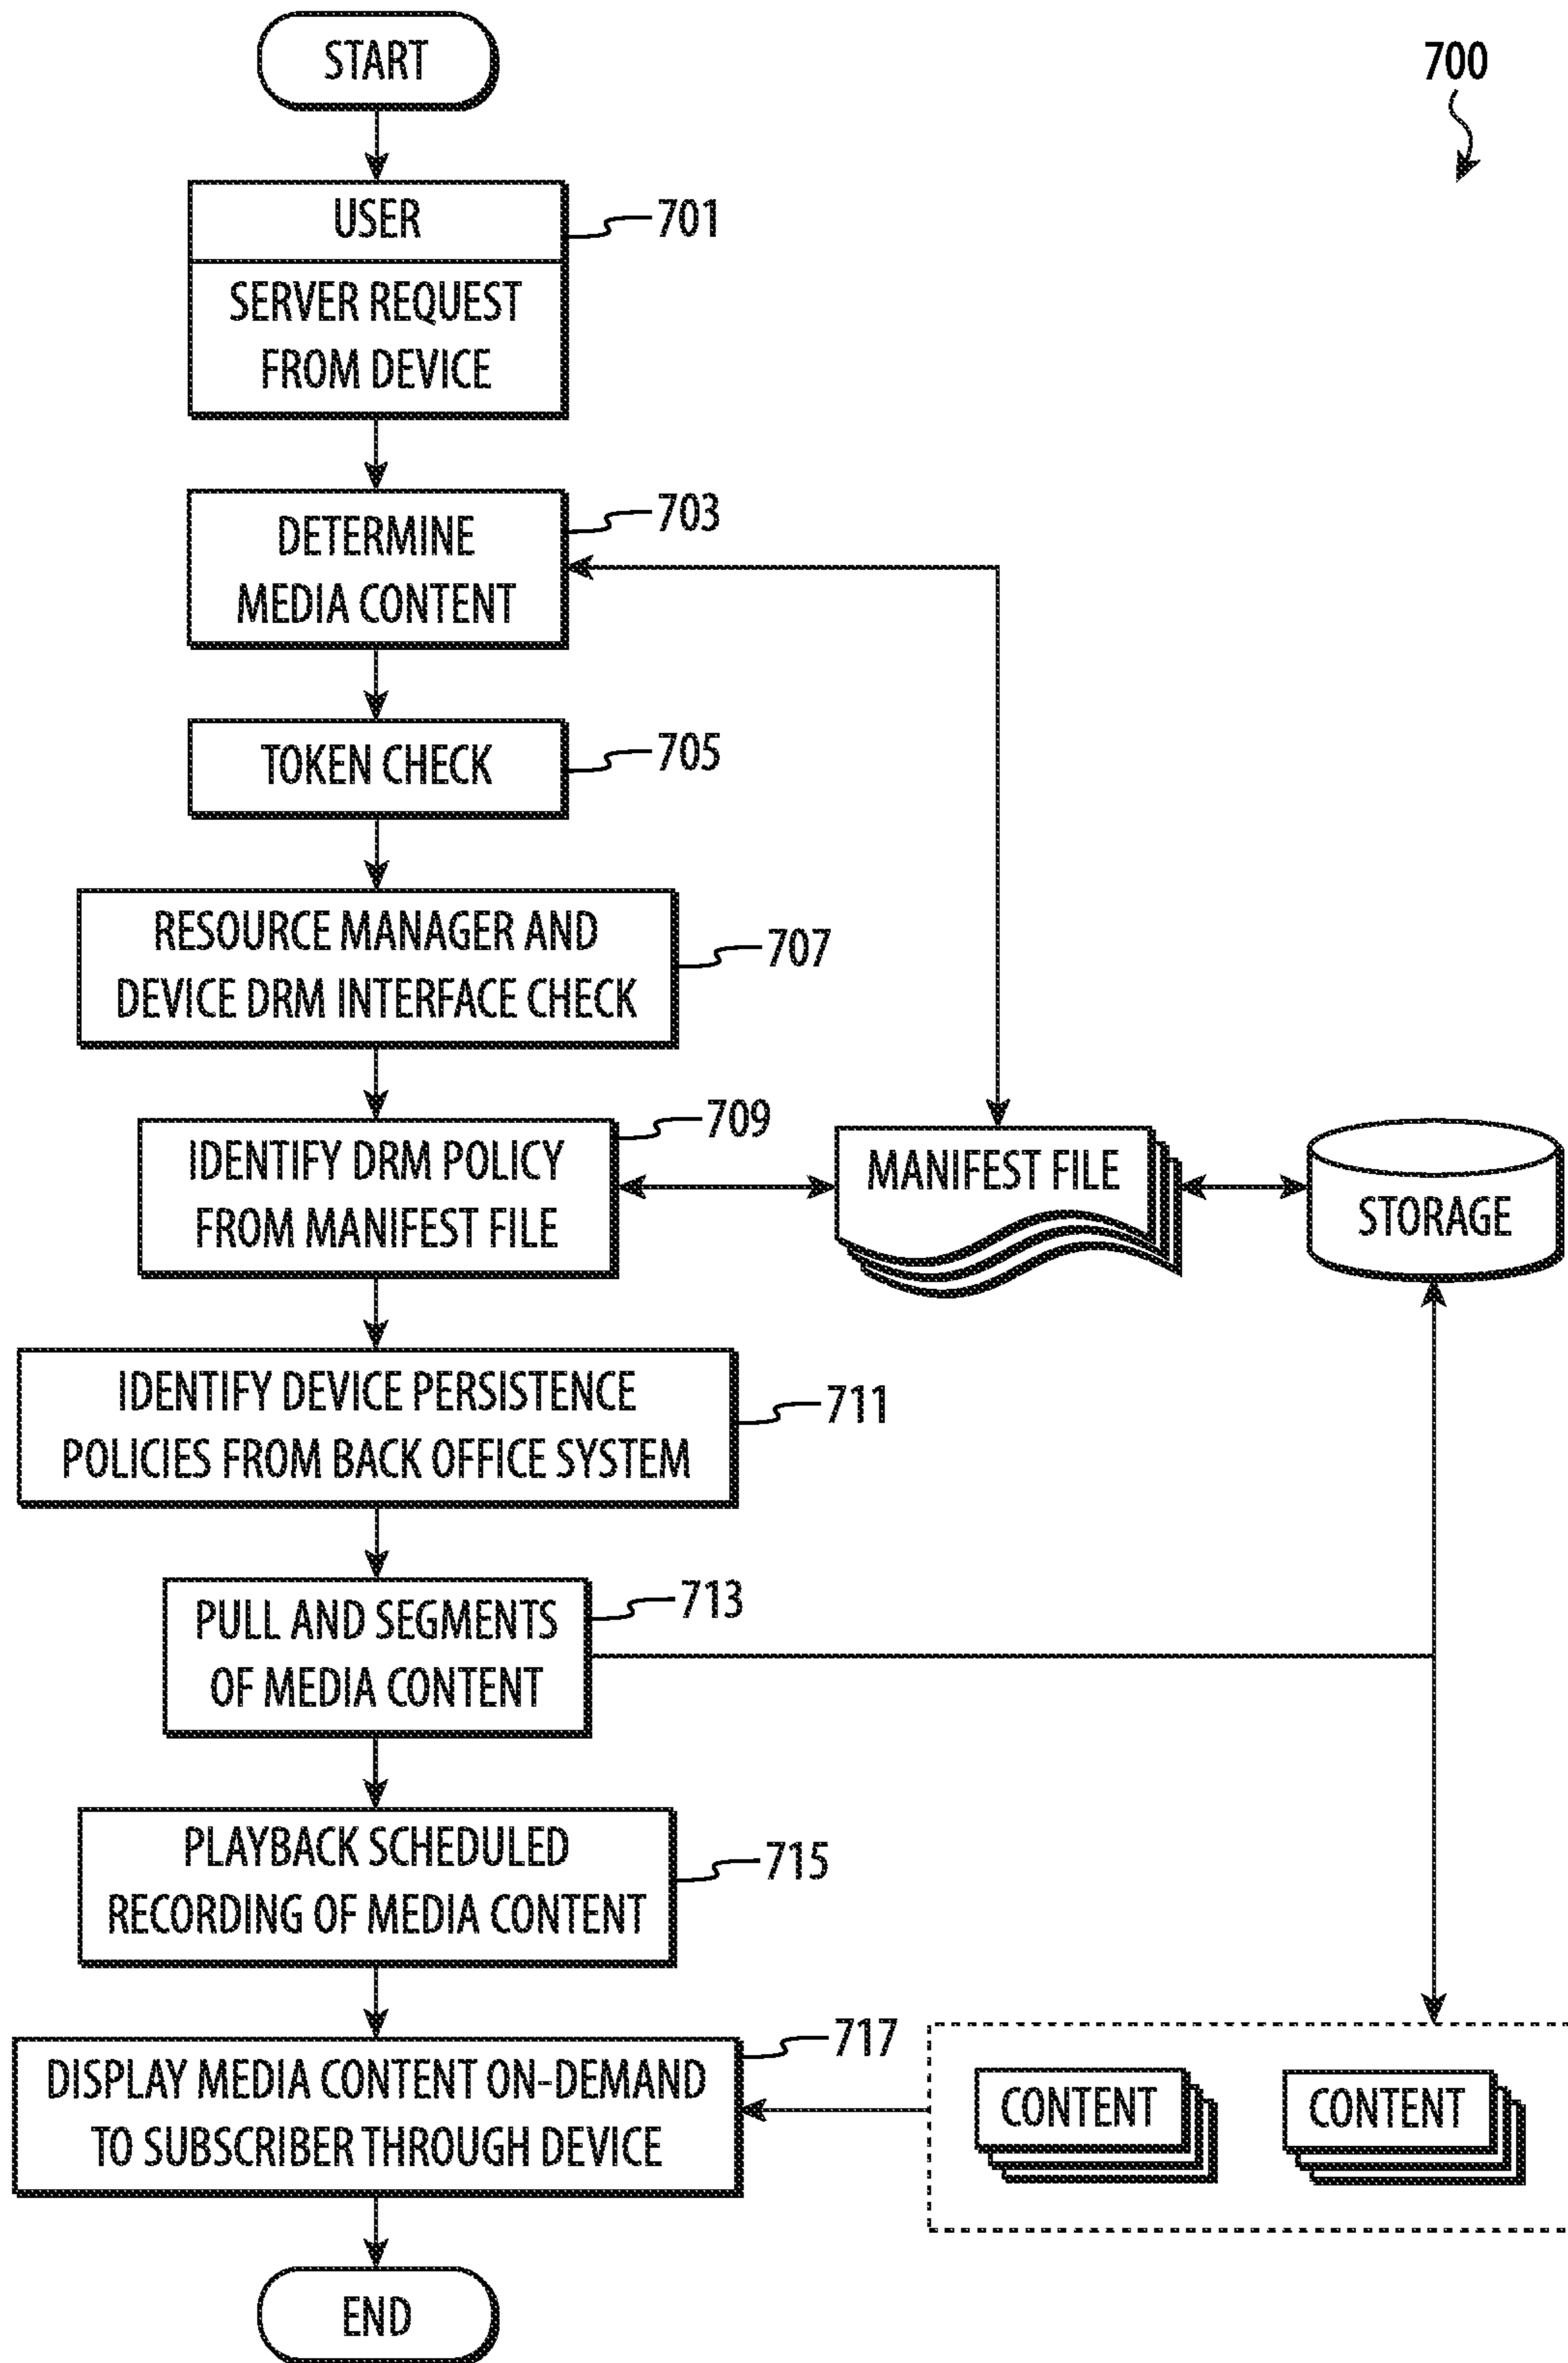 START
700
USER
701
SERVER REQUEST
FROM DEVICE
DETERMINE
MEDIA CONTENT
703
TOKEN CHECK
705
RESOURCE MANAGER AND
DEVICE DRM INTERFACE CHECK
707
IDENTIFY DRM POLICY
FROM MANIFEST FILE
709
MANIFEST FILE
STORAGE
IDENTIFY DEVICE PERSISTENCE
POLICIES FROM BACK OFFICE SYSTEM
711
PULL AND SEGMENTS
OF MEDIA CONTENT
713
PLAYBACK SCHEDULED
RECORDING OF MEDIA CONTENT
715
DISPLAY MEDIA CONTENT ON-DEMAND
TO SUBSCRIBER THROUGH DEVICE
717
CONTENT
CONTENT
END